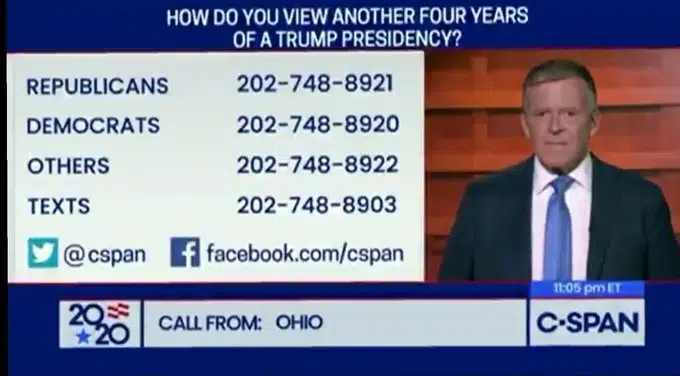 HOW DO YOU VIEW ANOTHER FOUR YEARS
OF A TRUMP PRESIDENCY?
REPUBLICANS 202-748-8921
DEMOCRATS 202-748-8920
OTHERS 202-748-8922
TEXTS 202-748-8903
@cspan facebook.com/cspan
11:05 pm ET
2020
CALL FROM: OHIO
C-SPAN